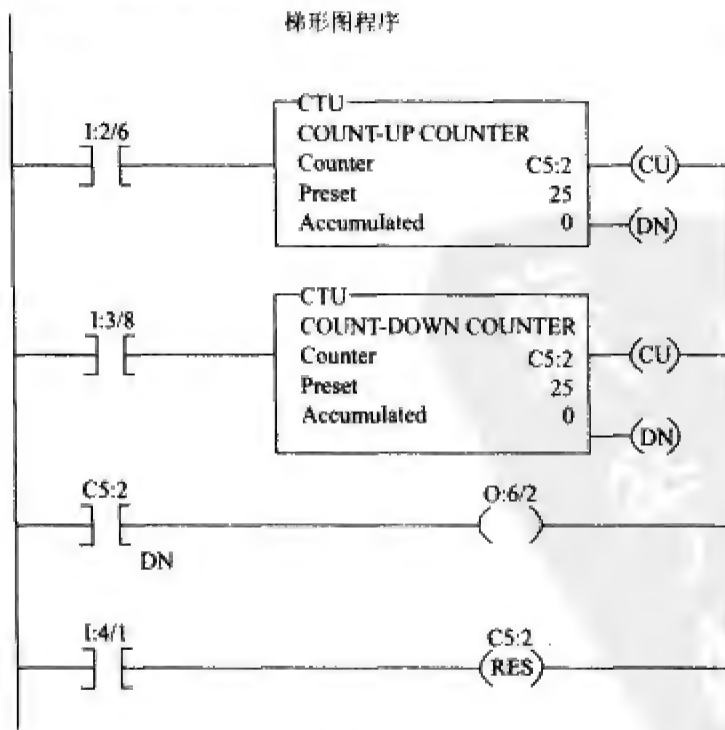 梯形图程序
CTU
I:2/6
COUNT-UP COUNTER
Counter C5:2 (CU)
Preset 25
Accumulated 0 (DN)
CTU
I:3/8
COUNT-DOWN COUNTER
Counter C5:2 (CU)
Preset 25
Accumulated 0
(DN)
C5:2 O:6/2
DN
I:4/1 C5:2
(RES)